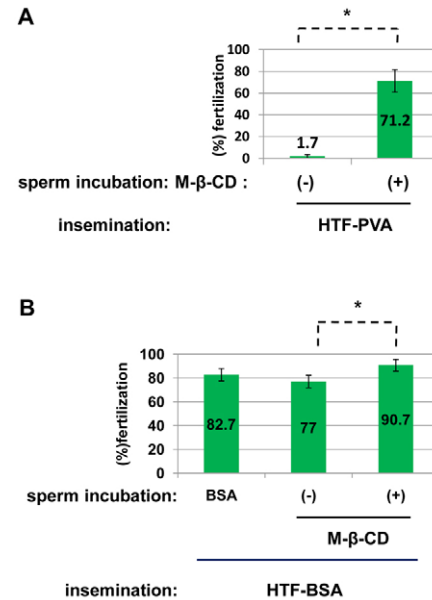 A
*
100
80
60
40
20
0
(%) fertilization
1.7
71.2
sperm incubation: M-β-CD : (-) (+)
insemination: HTF-PVA
B
*
100
80
60
40
20
0
(%)fertilization
82.7 77 90.7
sperm incubation: BSA (-) (+)
M-β-CD
insemination: HTF-BSA